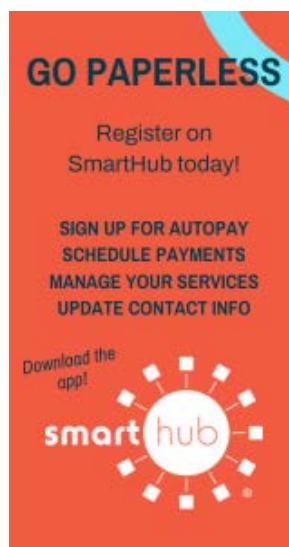 GO PAPERLESS
Register on
SmartHub today!
SIGN UP FOR AUTOPAY
SCHEDULE PAYMENTS
MANAGE YOUR SERVICES
UPDATE CONTACT INFO
Download the
app!
smart hub
®